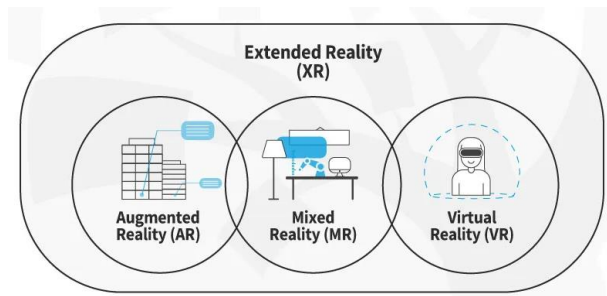 Extended Reality
(XR)
Augmented
Reality (AR)
Mixed
Reality (MR)
Virtual
Reality (VR)